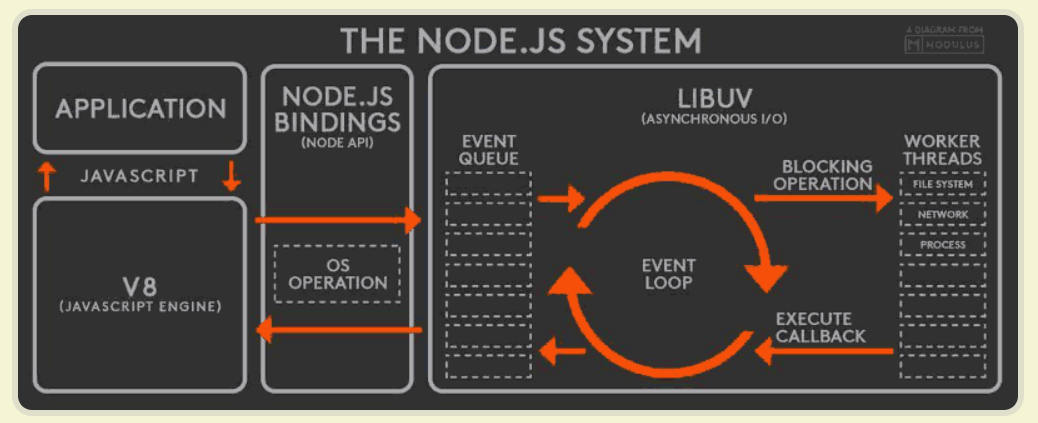 THE NODE.JS SYSTEM
A DIAGRAM FROM
MODULUS
APPLICATION
JAVASCRIPT
V8
(JAVASCRIPT ENGINE)
NODE.JS
BINDINGS
(NODE API)
OS
OPERATION
LIBUV
(ASYNCHRONOUS I/O)
EVENT
QUEUE
EVENT
LOOP
BLOCKING
OPERATION
EXECUTE
CALLBACK
WORKER
THREADS
FILE SYSTEM
NETWORK
PROCESS